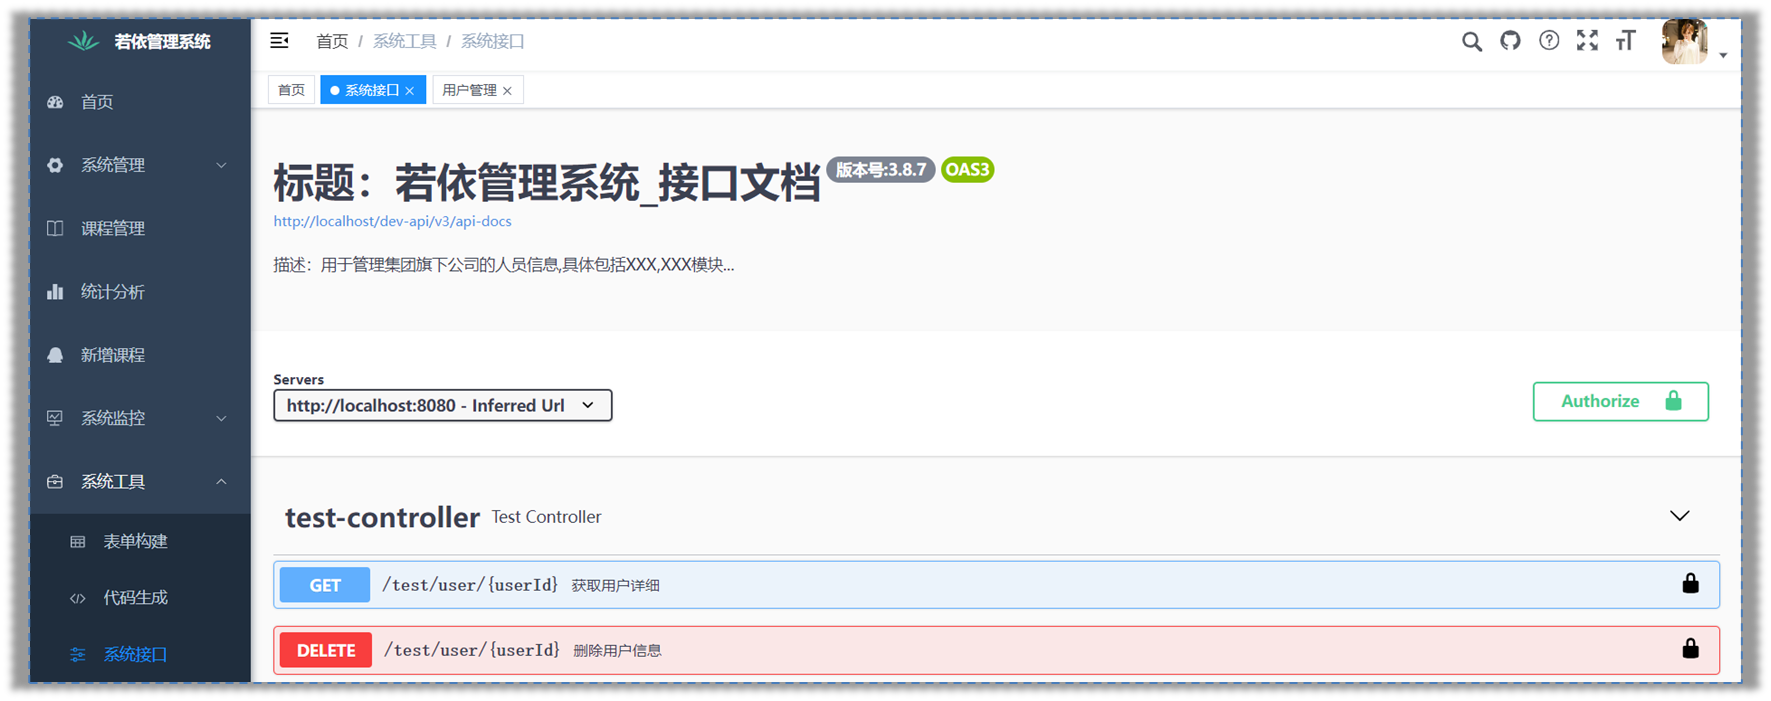 若依管理系统
首页
系统管理
课程管理
统计分析
新增课程
系统监控
系统工具
表单构建
代码生成
系统接口
首页 / 系统工具 / 系统接口
首页 系统接口 × 用户管理 ×
标题：若依管理系统_接口文档 版本号:3.8.7 OAS3
http://localhost/dev-api/v3/api-docs
描述：用于管理集团旗下公司的人员信息,具体包括XXX,XXX模块...
Servers
http://localhost:8080 - Inferred Url
Authorize
test-controller Test Controller
GET /test/user/{userId} 获取用户详细
DELETE /test/user/{userId} 删除用户信息